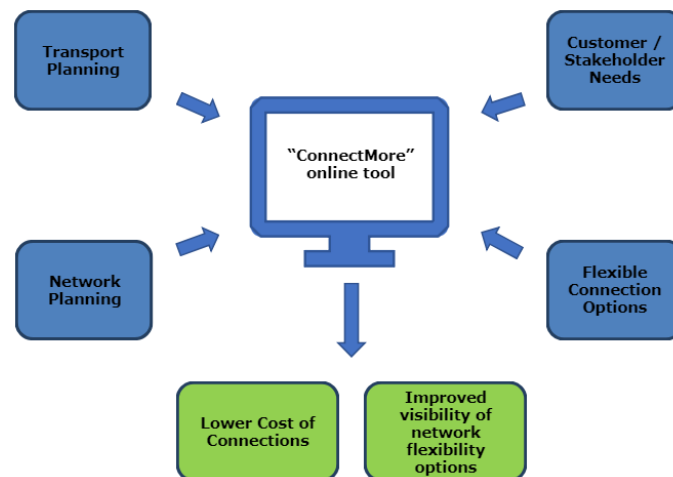 Transport
Planning
Customer /
Stakeholder
Needs
“ConnectMore”
online tool
Network
Planning
Flexible
Connection
Options
Lower Cost of
Connections
Improved
visibility of
network
flexibility
options